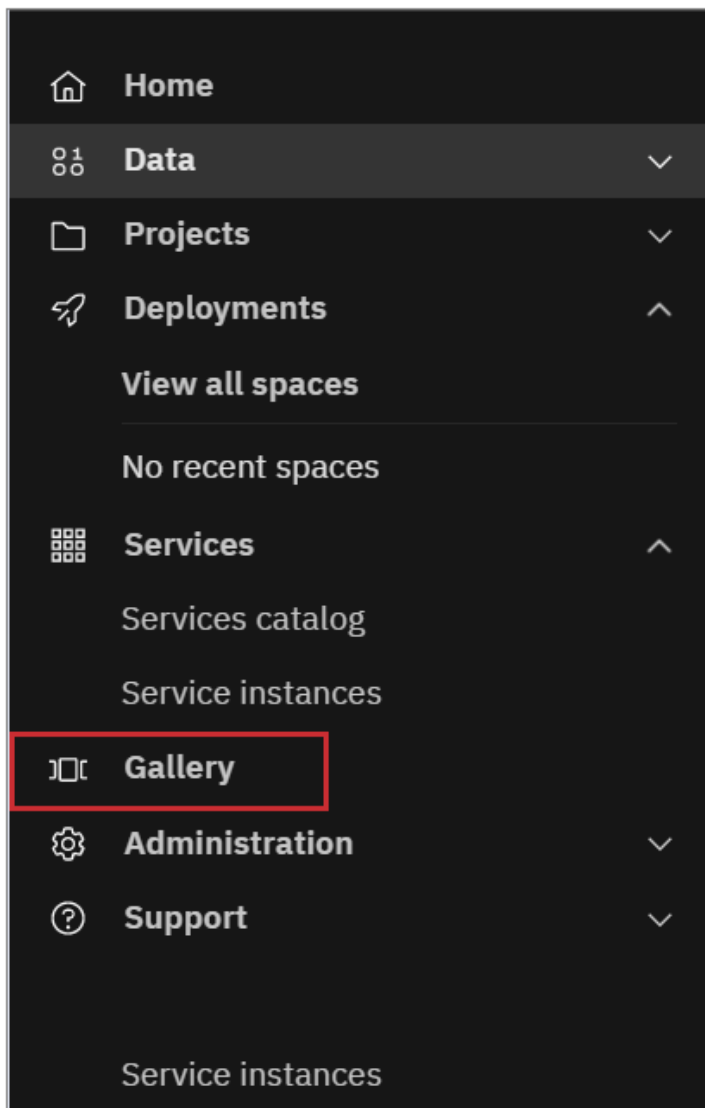 Home
Data
Projects
Deployments
View all spaces
No recent spaces
Services
Services catalog
Service instances
Gallery
Administration
Support
Service instances